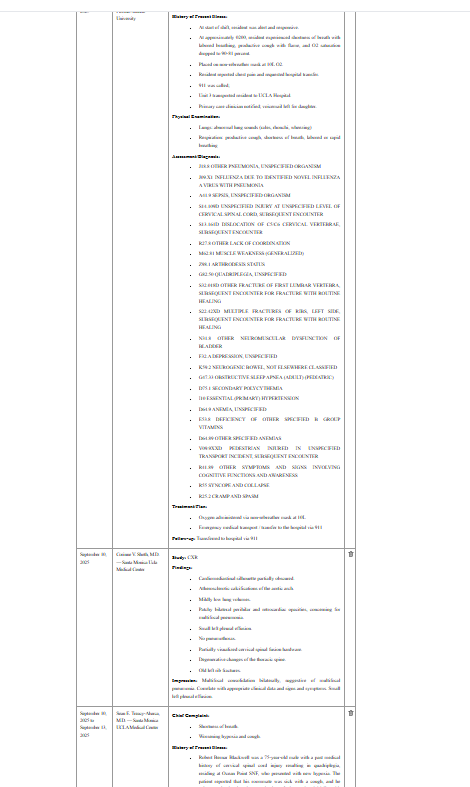 University
History of Present Illness:
At start of shift, resident was alert and responsive.
At approximately 0200, resident experienced shortness of breath with
labored breathing, productive cough with flares, and O2 saturation
dropped to 80-81 percent.
Placed on non-rebreather mask at 10L O2.
Resident reported chest pain and requested hospital transfer.
911 was called;
Unit 3 transported resident to UCLA Hospital.
Primary care clinician notified; voicemail left for daughter.
Physical Examination:
Lungs: abnormal lung sounds (rales, rhonchi, wheezing)
Respiration: productive cough, shortness of breath, labored or rapid
breathing.
Assessment/Diagnosis:
J18.8 OTHER PNEUMONIA, UNSPECIFIED ORGANISM
J09.X1 INFLUENZA DUE TO IDENTIFIED NOVEL INFLUENZA
A VIRUS WITH PNEUMONIA
A41.9 SEPSIS, UNSPECIFIED ORGANISM
S14.109D UNSPECIFIED INJURY AT UNSPECIFIED LEVEL OF
CERVICAL SPINAL CORD, SUBSEQUENT ENCOUNTER
S13.161D DISLOCATION OF C5/C6 CERVICAL VERTEBRAE,
SUBSEQUENT ENCOUNTER
R27.8 OTHER LACK OF COORDINATION
M62.81 MUSCLE WEAKNESS (GENERALIZED)
Z98.1 ARTHRODESIS STATUS
G82.50 QUADRIPLEGIA, UNSPECIFIED
S32.018D OTHER FRACTURE OF FIRST LUMBAR VERTEBRA,
SUBSEQUENT ENCOUNTER FOR FRACTURE WITH ROUTINE
HEALING
S22.42XD MULTIPLE FRACTURES OF RIBS, LEFT SIDE,
SUBSEQUENT ENCOUNTER FOR FRACTURE WITH ROUTINE
HEALING
N31.8 OTHER NEUROMUSCULAR DYSFUNCTION OF
BLADDER
F32.A DEPRESSION, UNSPECIFIED
K59.2 NEUROGENIC BOWEL, NOT ELSEWHERE CLASSIFIED
G47.33 OBSTRUCTIVE SLEEP APNEA (ADULT) (PEDIATRIC)
D75.1 SECONDARY POLYCYTHEMIA
I10 ESSENTIAL (PRIMARY) HYPERTENSION
D64.9 ANEMIA, UNSPECIFIED
E53.8 DEFICIENCY OF OTHER SPECIFIED B GROUP
VITAMINS
D64.89 OTHER SPECIFIED ANEMIAS
V09.9XXD PEDESTRIAN INJURED IN UNSPECIFIED
TRANSPORT INCIDENT, SUBSEQUENT ENCOUNTER
R41.89 OTHER SYMPTOMS AND SIGNS INVOLVING
COGNITIVE FUNCTIONS AND AWARENESS
R55 SYNCOPE AND COLLAPSE
R25.2 CRAMP AND SPASM
Treatment/Plan:
Oxygen administered via non-rebreather mask at 10L
Emergency medical transport / transfer to the hospital via 911
Follow-up: Transferred to hospital via 911
September 10,
2025
Y. Sheth, M.D.
— Santa Monica Ucla
Medical Center
Study: CXR
Findings:
Cardiomediastinal silhouette partially obscured.
Atherosclerotic calcifications of the aortic arch.
Mildly low lung volumes.
Patchy bilateral perihilar and retrocardiac opacities, concerning for
multifocal pneumonia.
Small left pleural effusion.
No pneumothorax.
Partially visualized cervical spinal fusion hardware.
Degenerative changes of the thoracic spine.
Old left rib fractures.
Impression: Multifocal consolidation bilaterally, suggestive of multifocal
pneumonia. Correlate with appropriate clinical data and signs and symptoms. Small
left pleural effusion.
September 10,
2025 to
September 13,
2025
Sean E.
M.D. — Santa Monica
UCLA Medical Center
Chief Complaint:
Shortness of breath.
Worsening hypoxia and cough.
History of Present Illness:
Robert Bernar Blackwell was a 75-year-old male with a past medical
history of cervical spinal cord injury resulting in quadriplegia,
residing at Ocean Point SNF, who presented with new hypoxia. The
patient reported that his roommate was sick with a cough, and he